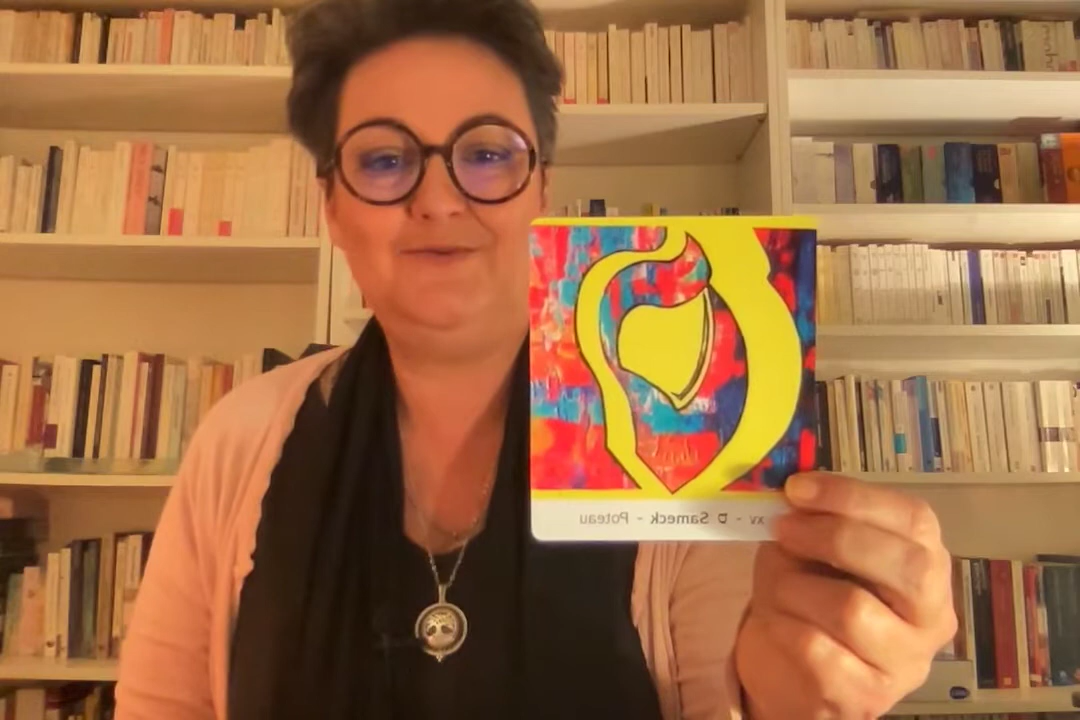 xv - ס Sameck - Poteau